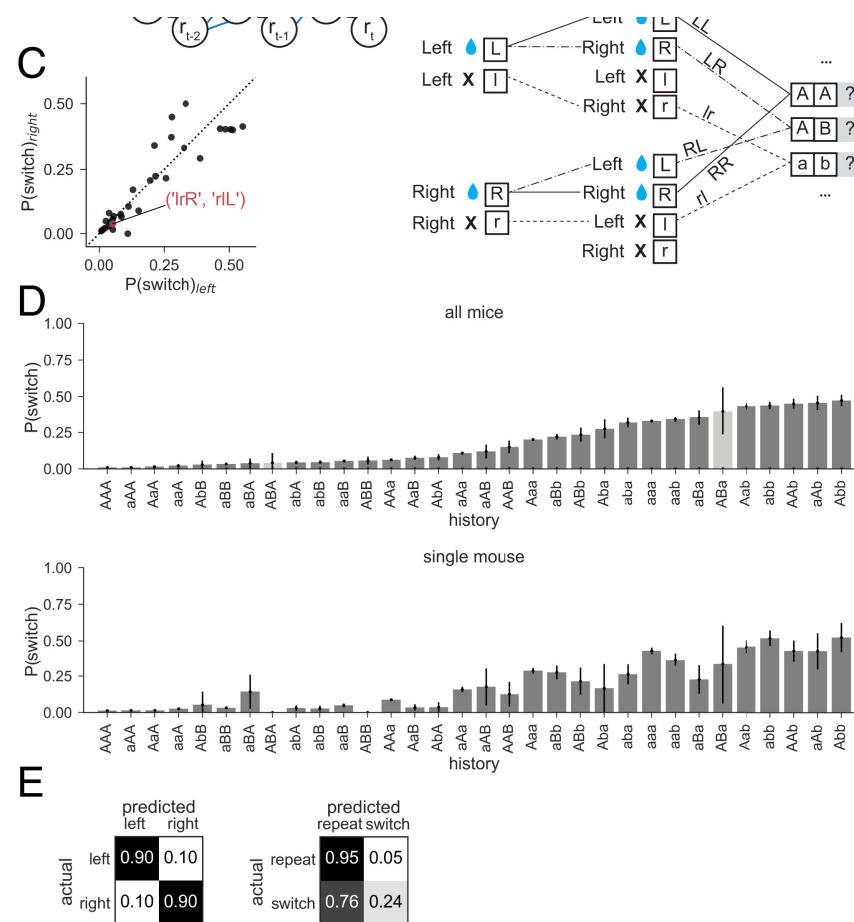 r t-2
r t-1
r t
C
P(switch)right
0.50
0.25
0.00
('lrR', 'rlL')
0.00 0.25 0.50
P(switch)left
Left L
Left L
Right R
Left X l
Left X l
Right X r
Left L
Right R
Right R
Right X r
Left X l
Right X r
LL
LR
lr
RL
RR
rl
...
A A ?
A B ?
a b ?
...
D
all mice
P(switch)
1.00
0.75
0.50
0.25
0.00
AAA aAA AaA aaA AbB aBB aBA ABA abA abB aaB ABB AAa AaB AbA aAa aAB AAB Aaa aBb ABb Aba aba aaa aab aBa ABa Aab abb AAb aAb Abb
history
single mouse
P(switch)
1.00
0.75
0.50
0.25
0.00
AAA aAA AaA aaA AbB aBB aBA ABA abA abB aaB ABB AAa AaB AbA aAa aAB AAB Aaa aBb ABb Aba aba aaa aab aBa ABa Aab abb AAb aAb Abb
history
E
predicted
left right
actual
left 0.90 0.10
right 0.10 0.90
predicted
repeat switch
actual
repeat 0.95 0.05
switch 0.76 0.24